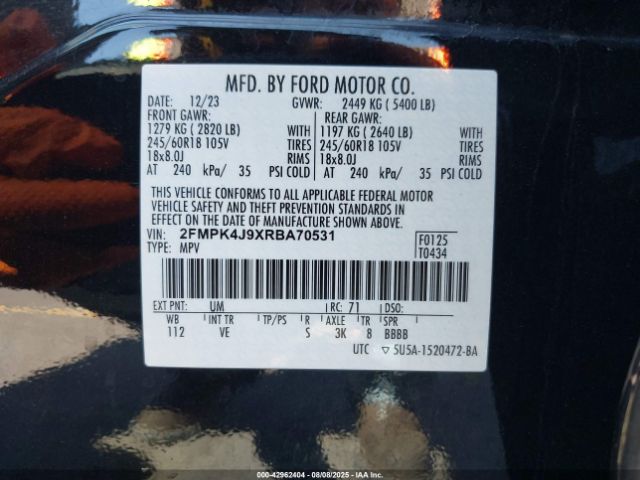 MFD. BY FORD MOTOR CO.
DATE: 12/23 GVWR: 2449 KG ( 5400 LB)
FRONT GAWR: REAR GAWR:
1279 KG ( 2820 LB) WITH 1197 KG ( 2640 LB) WITH
245/60R18 105V TIRES 245/60R18 105V TIRES
18x8.0J RIMS 18x8.0J RIMS
AT 240 kPa/ 35 PSI COLD AT 240 kPa/ 35 PSI COLD
THIS VEHICLE CONFORMS TO ALL APPLICABLE FEDERAL MOTOR
VEHICLE SAFETY AND THEFT PREVENTION STANDARDS IN
EFFECT ON THE DATE OF MANUFACTURE SHOWN ABOVE.
VIN: 2FMPK4J9XRBA70531 F0125
TYPE: MPV T0434
EXT PNT: UM RC: 71 DSO:
WB INT TR TP/PS R AXLE TR SPR
112 VE S 3K 8 BBBB
UTC ▽ 5U5A-1520472-BA
000-42962404 - 08/08/2025 - IAAI.COM